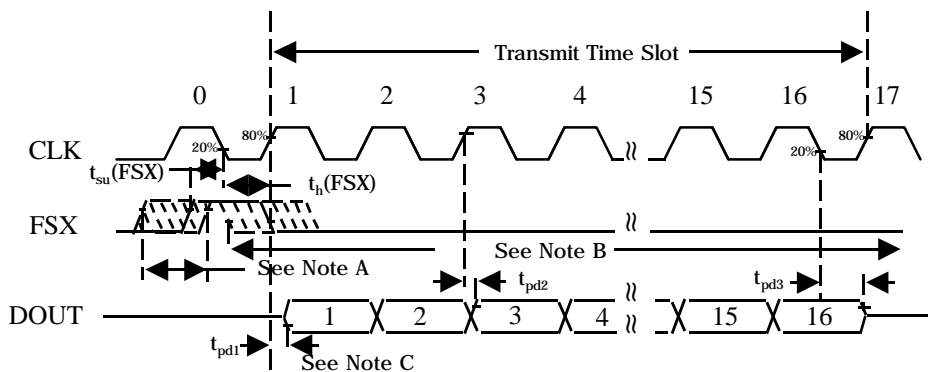 Transmit Time Slot
0 1 2 3 4 15 16 17
CLK 20% 80% 20% 80%
tsu(FSX) th(FSX)
FSX
See Note A See Note B
tpd2 tpd3
DOUT 1 2 3 4 15 16
tpd1 See Note C